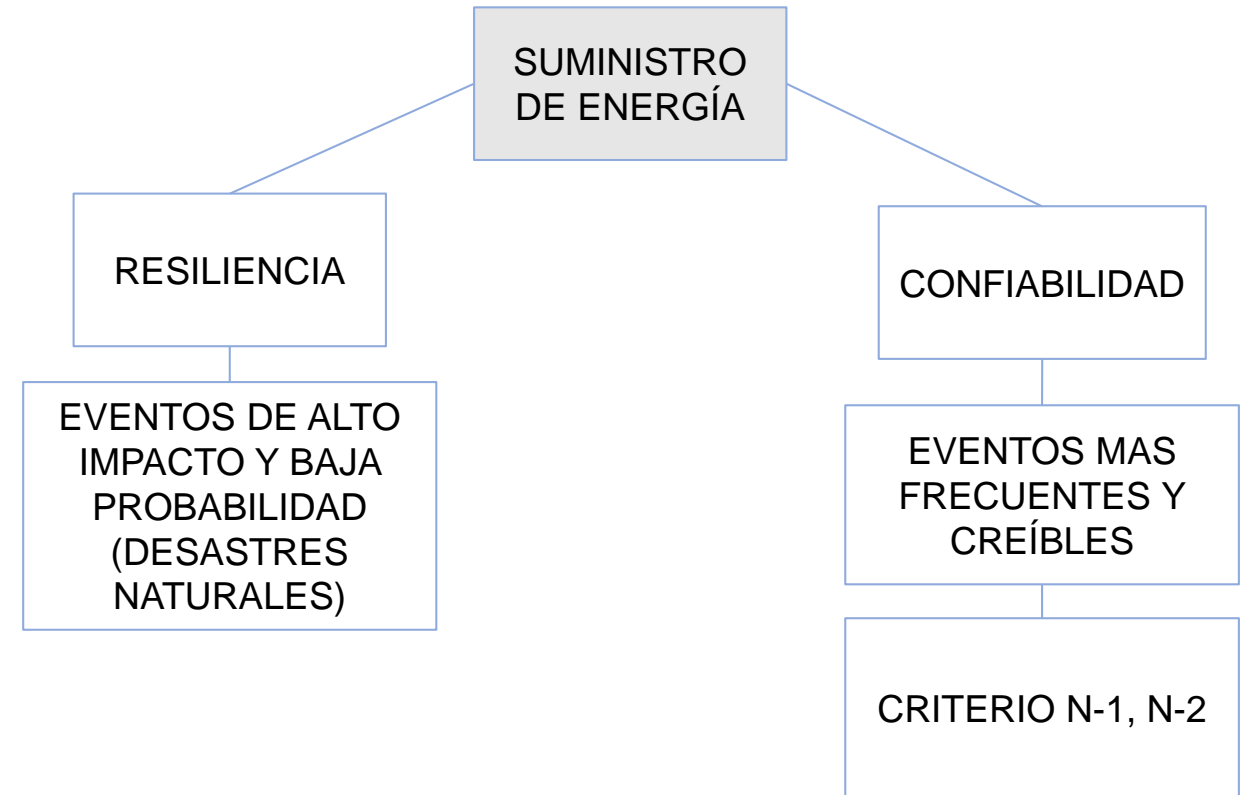 SUMINISTRO
DE ENERGÍA
RESILIENCIA
EVENTOS DE ALTO
IMPACTO Y BAJA
PROBABILIDAD
(DESASTRES
NATURALES)
CONFIABILIDAD
EVENTOS MAS
FRECUENTES Y
CREÍBLES
CRITERIO N-1, N-2